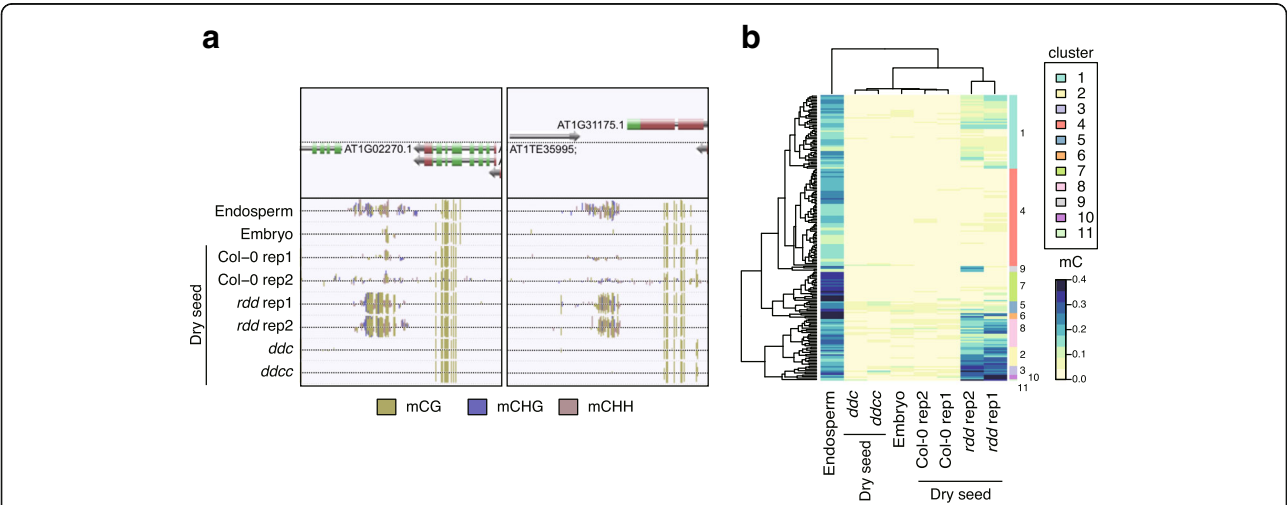 a
AT1G02270.1
AT1G31175.1
AT1TE35995;
Endosperm
Embryo
Col–0 rep1
Col–0 rep2
rdd rep1
rdd rep2
ddc
ddcc
Dry seed
mCG
mCHG
mCHH
b
1
4
9
7
5
6
8
2
3
10
11
Endosperm
ddc
ddcc
Embryo
Col–0 rep2
Col–0 rep1
rdd rep2
rdd rep1
Dry seed
Dry seed
cluster
1
2
3
4
5
6
7
8
9
10
11
mC
0.4
0.3
0.2
0.1
0.0